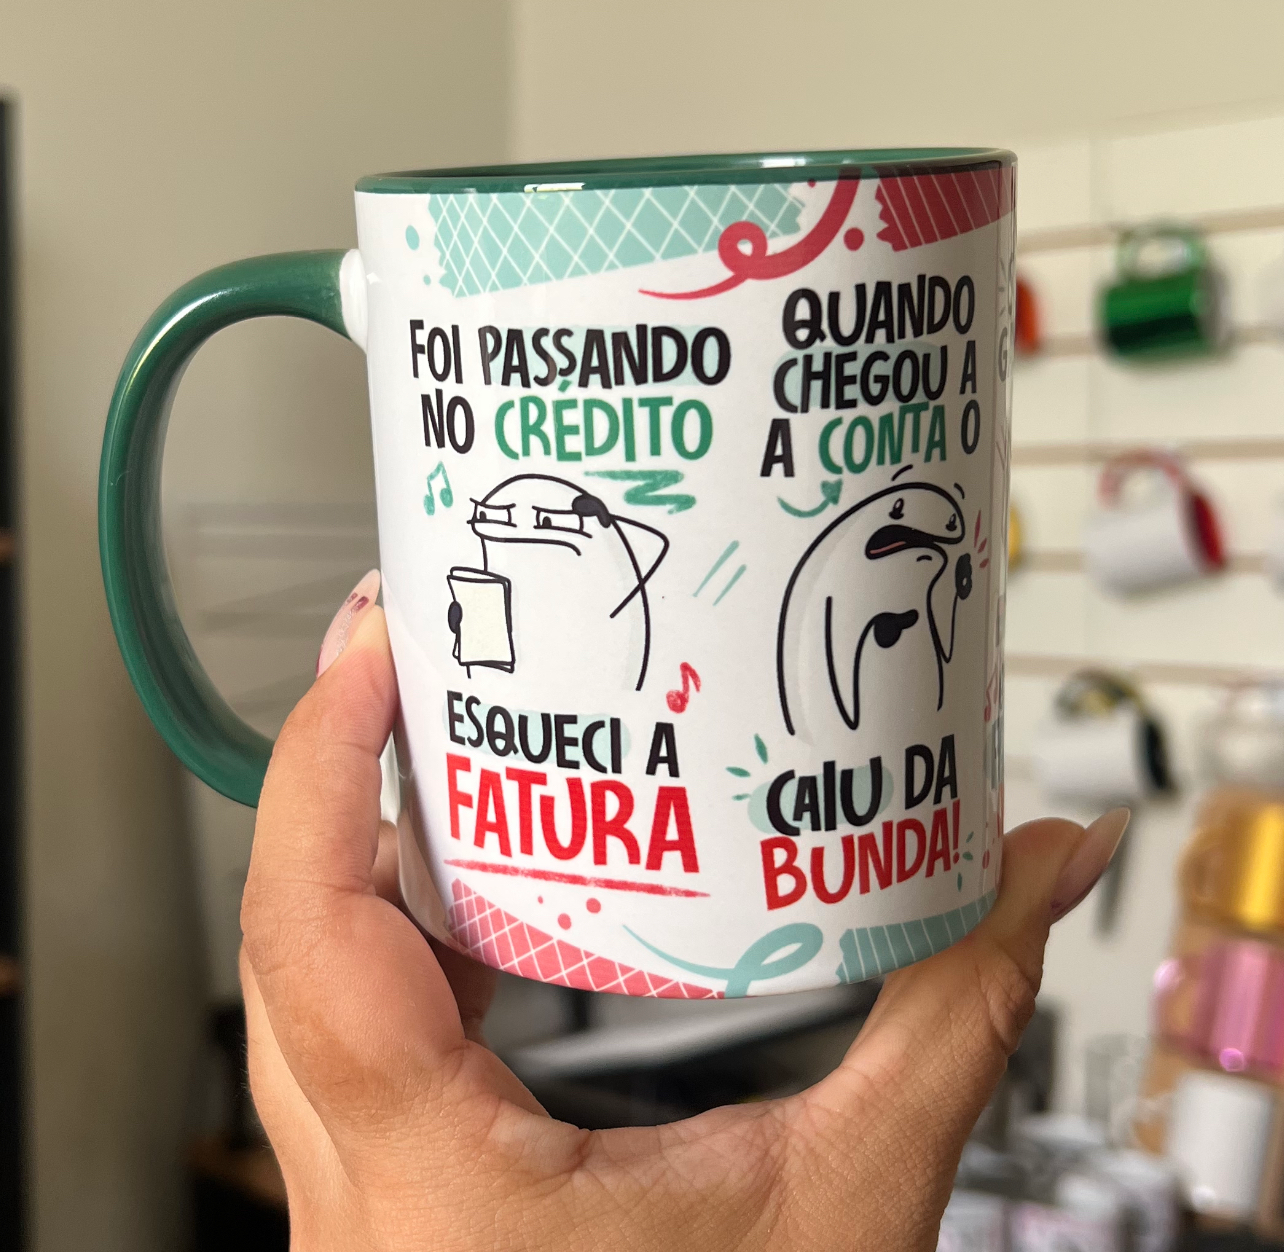 FOI PASSANDO
NO CRÉDITO
ESQUECI A
FATURA
QUANDO
CHEGOU A
A CONTA O
CAIU DA
BUNDA!